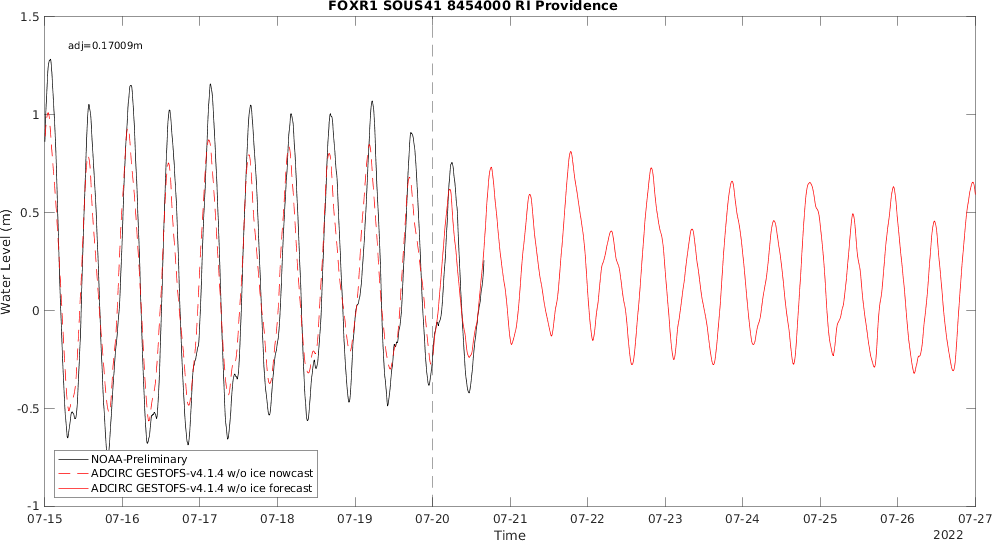 FOXR1 SOUS41 8454000 RI Providence
adj=0.17009m
Water Level (m)
1.5
1
0.5
0
-0.5
-1
NOAA-Preliminary
ADCIRC GESTOFS-v4.1.4 w/o ice nowcast
ADCIRC GESTOFS-v4.1.4 w/o ice forecast
07-15 07-16 07-17 07-18 07-19 07-20 07-21 07-22 07-23 07-24 07-25 07-26 07-27
Time
2022